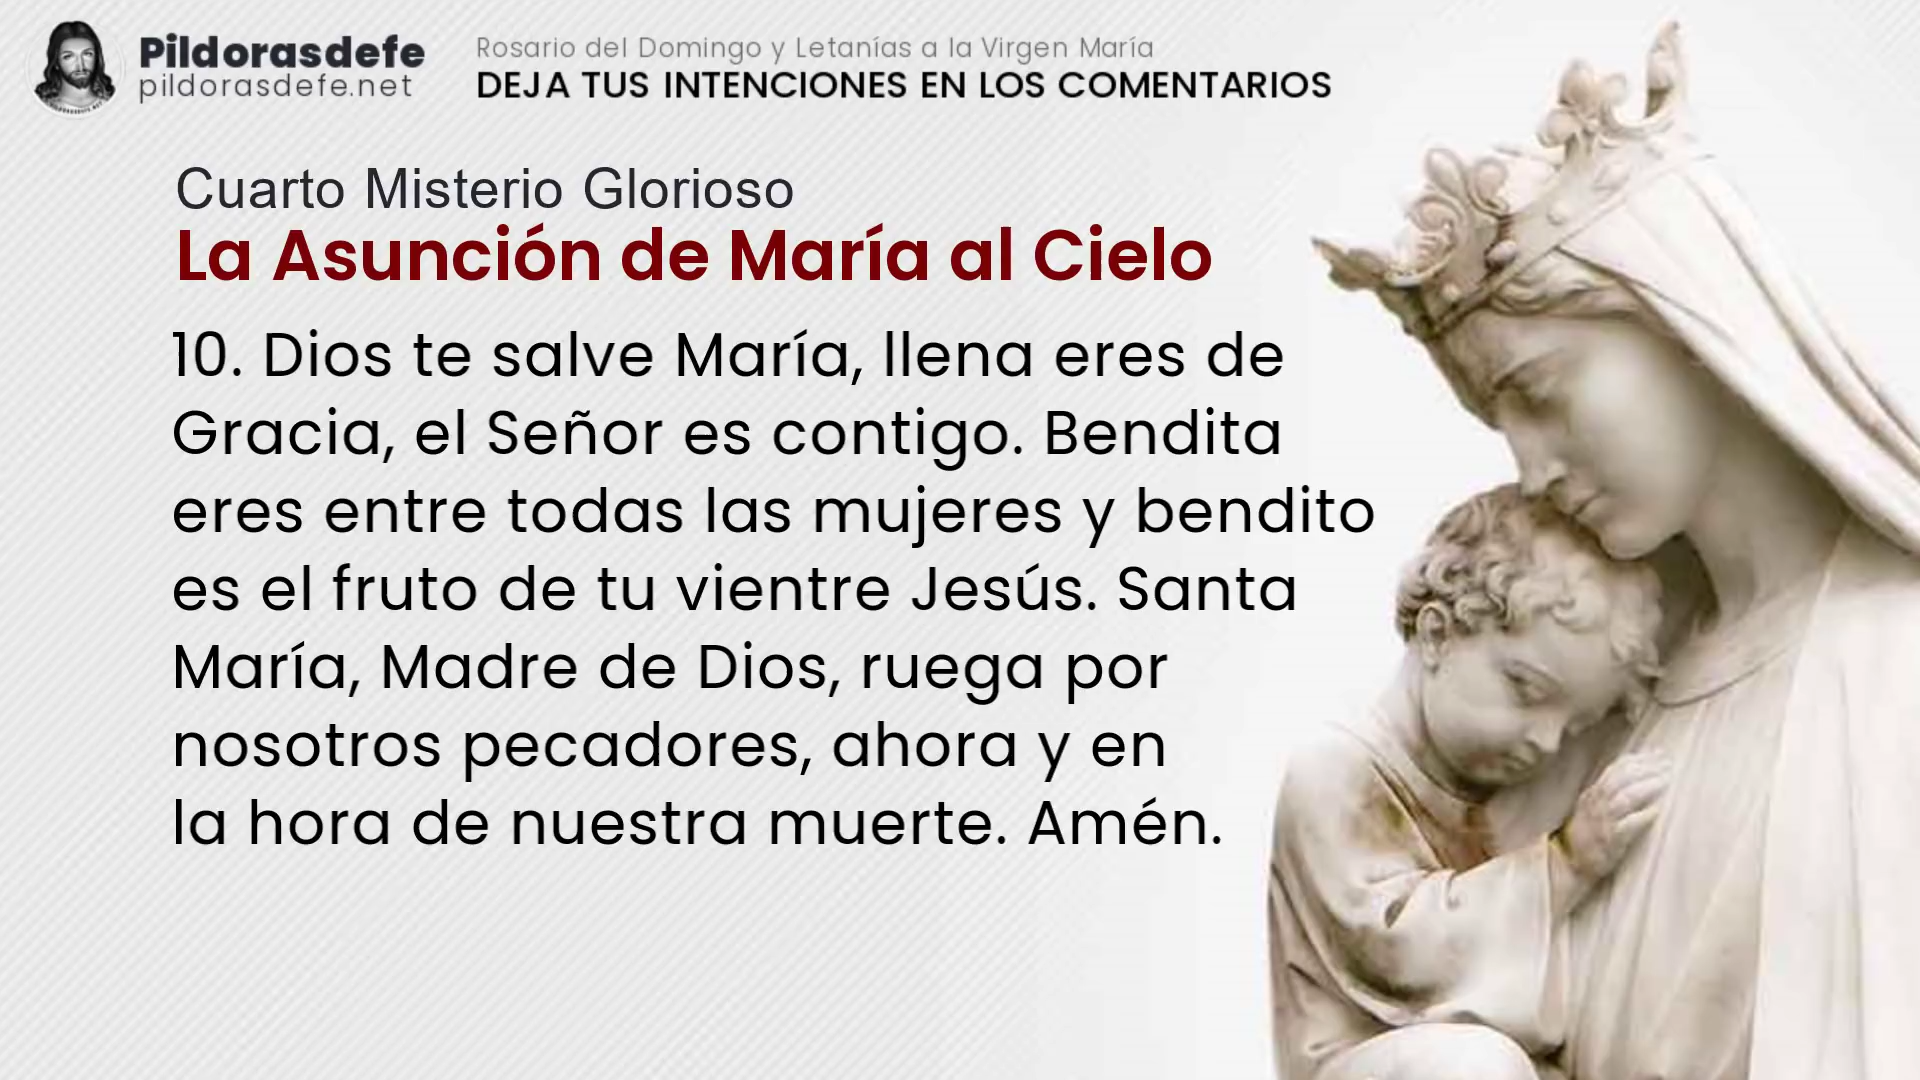 Pildorasdefe
pildorasdefe.net
Rosario del Domingo y Letanías a la Virgen María
DEJA TUS INTENCIONES EN LOS COMENTARIOS
Cuarto Misterio Glorioso
La Asunción de María al Cielo
10. Dios te salve María, llena eres de
Gracia, el Señor es contigo. Bendita
eres entre todas las mujeres y bendito
es el fruto de tu vientre Jesús. Santa
María, Madre de Dios, ruega por
nosotros pecadores, ahora y en
la hora de nuestra muerte. Amén.